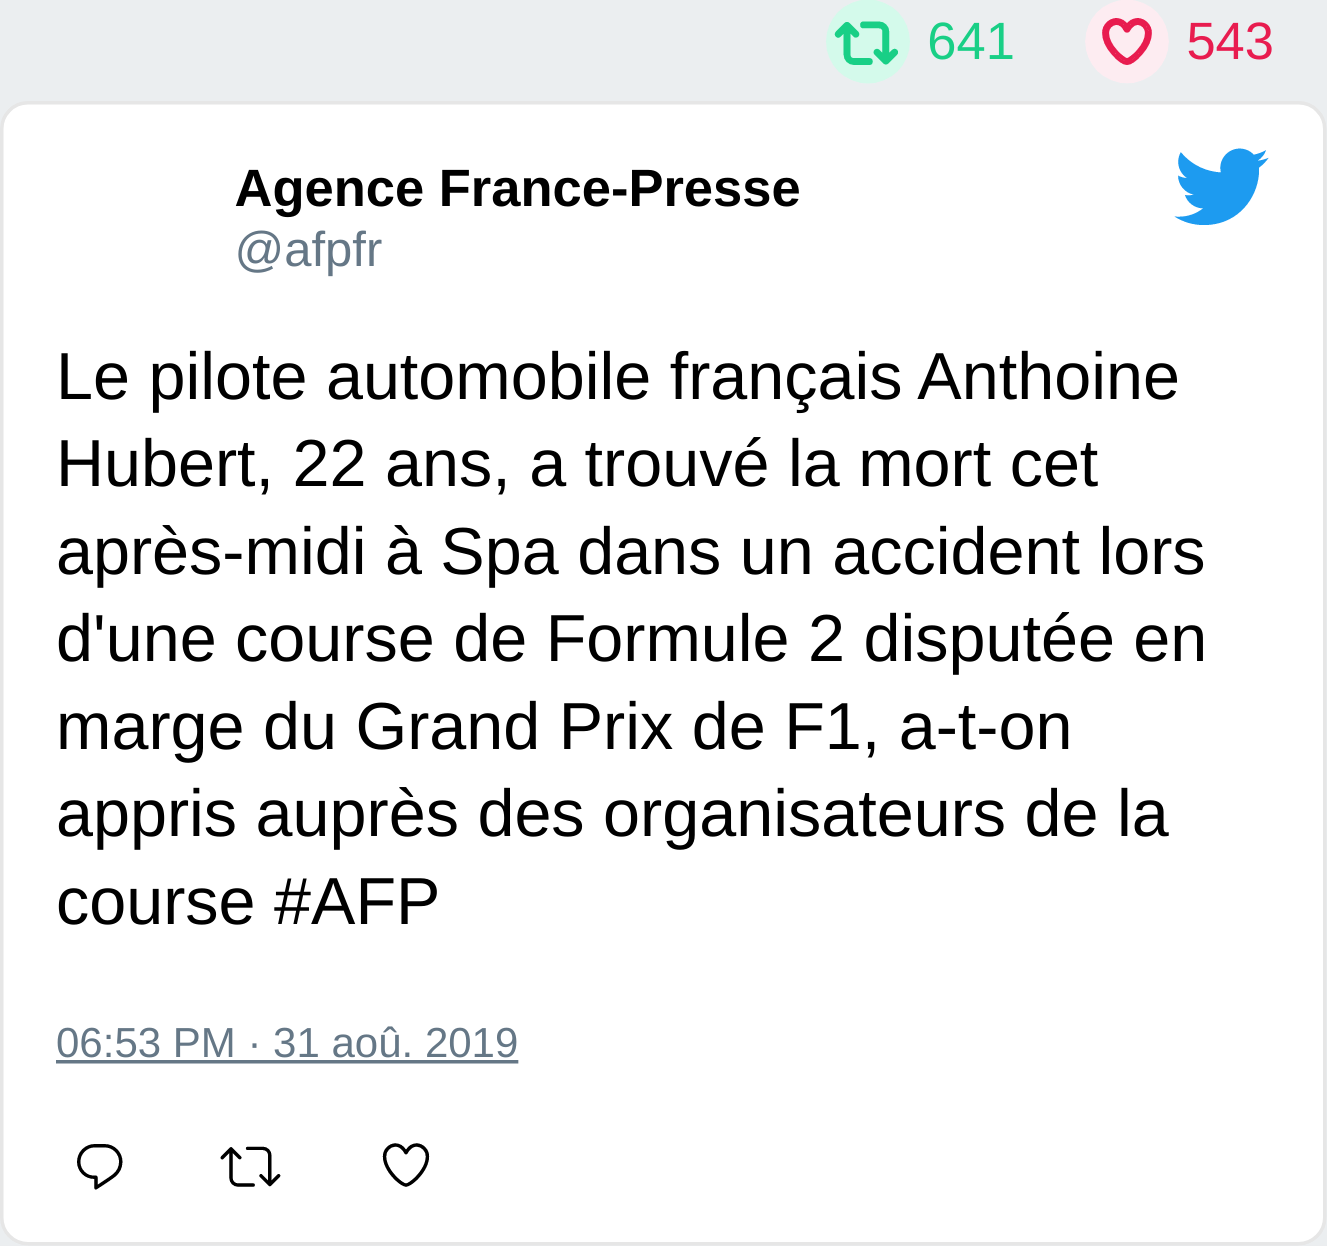 641 543
Agence France-Presse
@afpfr
Le pilote automobile français Anthoine
Hubert, 22 ans, a trouvé la mort cet
après-midi à Spa dans un accident lors
d'une course de Formule 2 disputée en
marge du Grand Prix de F1, a-t-on
appris auprès des organisateurs de la
course #AFP
06:53 PM · 31 aoû. 2019